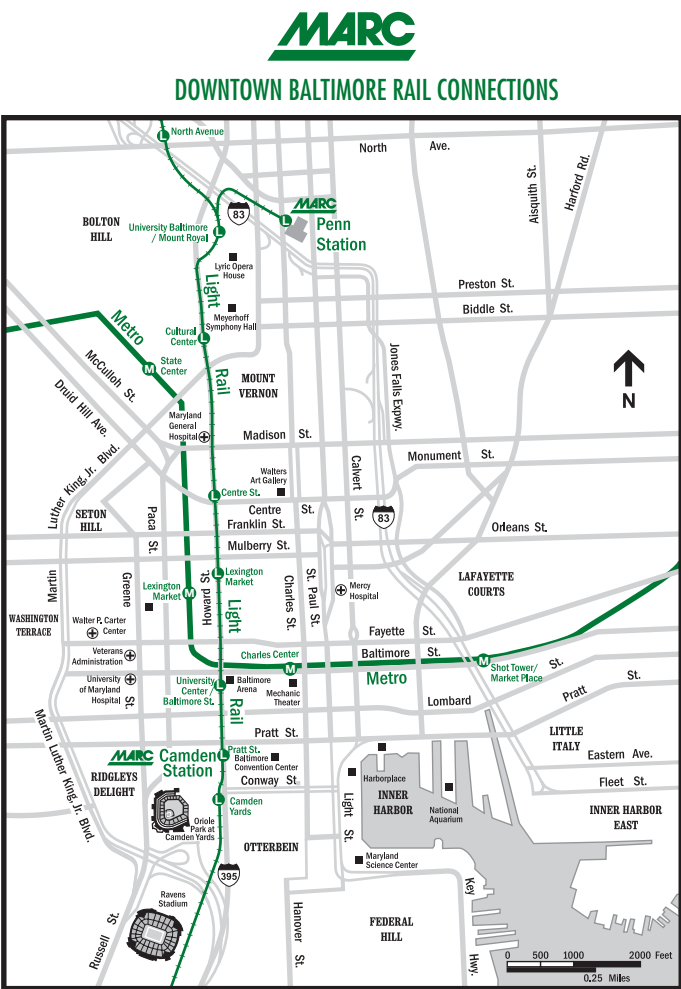 MARC
DOWNTOWN BALTIMORE RAIL CONNECTIONS
L North Avenue
North Ave.
Aisquith St.
Harford Rd.
BOLTON
HILL
83
MARC
L
Penn
Station
University Baltimore
/ Mount Royal
L
Lyric Opera
House
Light
Preston St.
Biddle St.
Meyerhoff
Symphony Hall
Metro
Cultural
Center
L
State
Center
M
McCulloh St.
Druid Hill Ave.
Rail
MOUNT
VERNON
Jones Falls Expwy.
N
Maryland
General
Hospital
Madison St.
Monument St.
Luther King, Jr. Blvd.
Martin
Walters
Art Gallery
L Centre St.
Calvert St.
83
SETON
HILL
Paca St.
Centre St.
Franklin St.
Orleans St.
Mulberry St.
L Lexington
Market
Lexington
Market
M
Greene St.
Howard St.
Light
Charles St.
St. Paul St.
Mercy
Hospital
LAFAYETTE
COURTS
WASHINGTON
TERRACE
Walter P. Carter
Center
Fayette St.
Veterans
Administration
Charles Center
M
Baltimore St.
Metro
M
Shot Tower/
Market Place
University
of Maryland
Hospital
University
Center /
Baltimore St.
L
Baltimore
Arena
Mechanic
Theater
Rail
Lombard St.
Pratt St.
Martin Luther King, Jr. Blvd.
Pratt St.
LITTLE
ITALY
MARC
Camden
Station
L Pratt St.
Baltimore
Convention Center
Eastern Ave.
RIDGLEYS
DELIGHT
Conway St.
Harborplace
Fleet St.
L Camden
Yards
Oriole
Park at
Camden Yards
Light St.
INNER
HARBOR
National
Aquarium
INNER HARBOR
EAST
OTTERBEIN
Maryland
Science Center
395
Ravens
Stadium
Russell St.
Hanover St.
FEDERAL
HILL
Key Hwy.
0 500 1000 2000 Feet
0.25 Miles